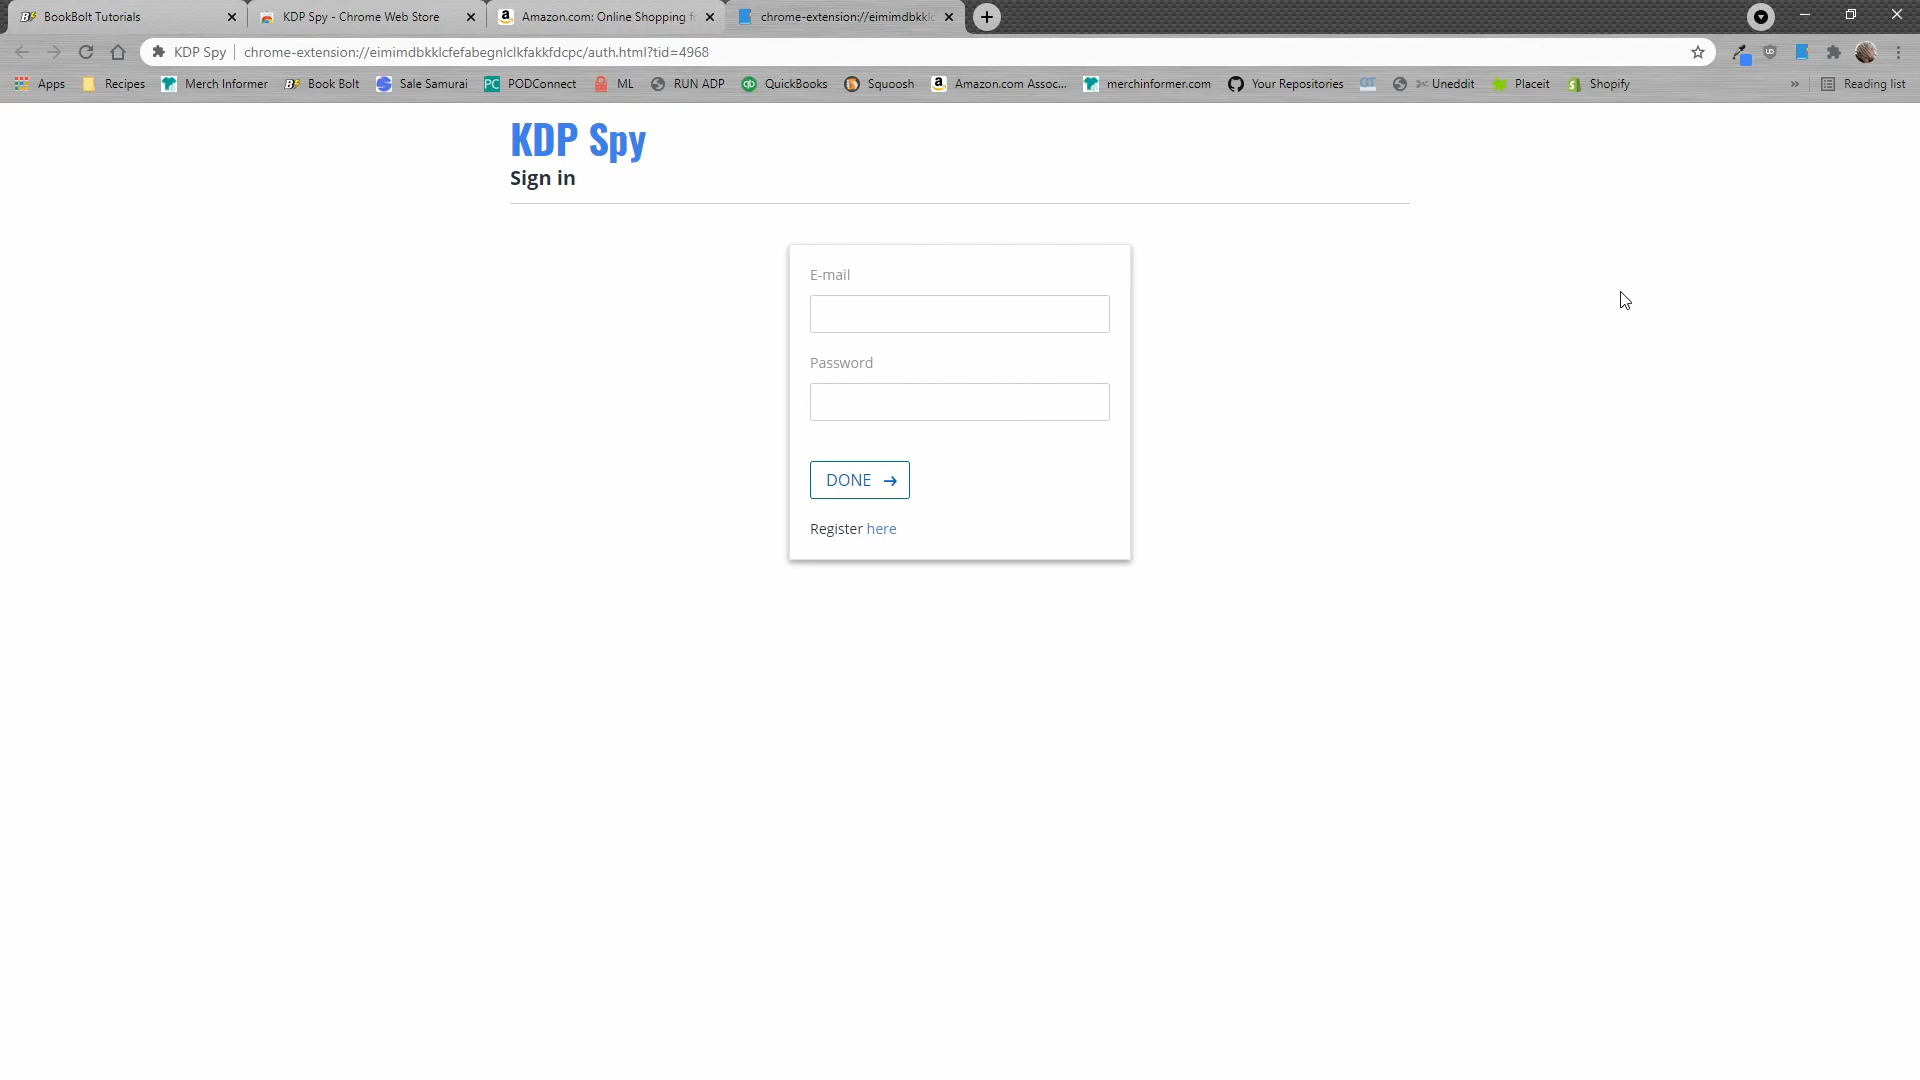 BookBolt Tutorials
KDP Spy - Chrome Web Store
Amazon.com: Online Shopping f
chrome-extension://eimimdbkklc
KDP Spy
chrome-extension://eimimdbkklcfefabegnlclkfakkfdcpc/auth.html?tid=4968
Apps
Recipes
Merch Informer
Book Bolt
Sale Samurai
PODConnect
ML
RUN ADP
QuickBooks
Squoosh
Amazon.com Assoc...
merchinformer.com
Your Repositories
Uneddit
Placeit
Shopify
»
Reading list
KDP Spy
Sign in
E-mail
Password
DONE →
Register here